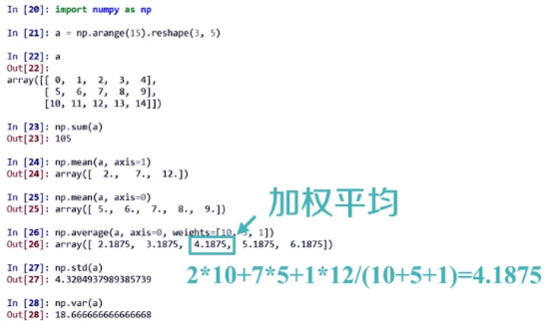 In [20]: import numpy as np
In [21]: a = np.arange(15).reshape(3, 5)
In [22]: a
Out[22]:
array([[ 0, 1, 2, 3, 4],
[ 5, 6, 7, 8, 9],
[10, 11, 12, 13, 14]])
In [23]: np.sum(a)
Out[23]: 105
In [24]: np.mean(a, axis=1)
Out[24]: array([ 2., 7., 12.])
In [25]: np.mean(a, axis=0)
Out[25]: array([ 5., 6., 7., 8., 9.])
加权平均
In [26]: np.average(a, axis=0, weights=[10, 5, 1])
Out[26]: array([ 2.1875, 3.1875, 4.1875, 5.1875, 6.1875])
In [27]: np.std(a)
Out[27]: 4.3204937989385739
2*10+7*5+1*12/(10+5+1)=4.1875
In [28]: np.var(a)
Out[28]: 18.666666666666668